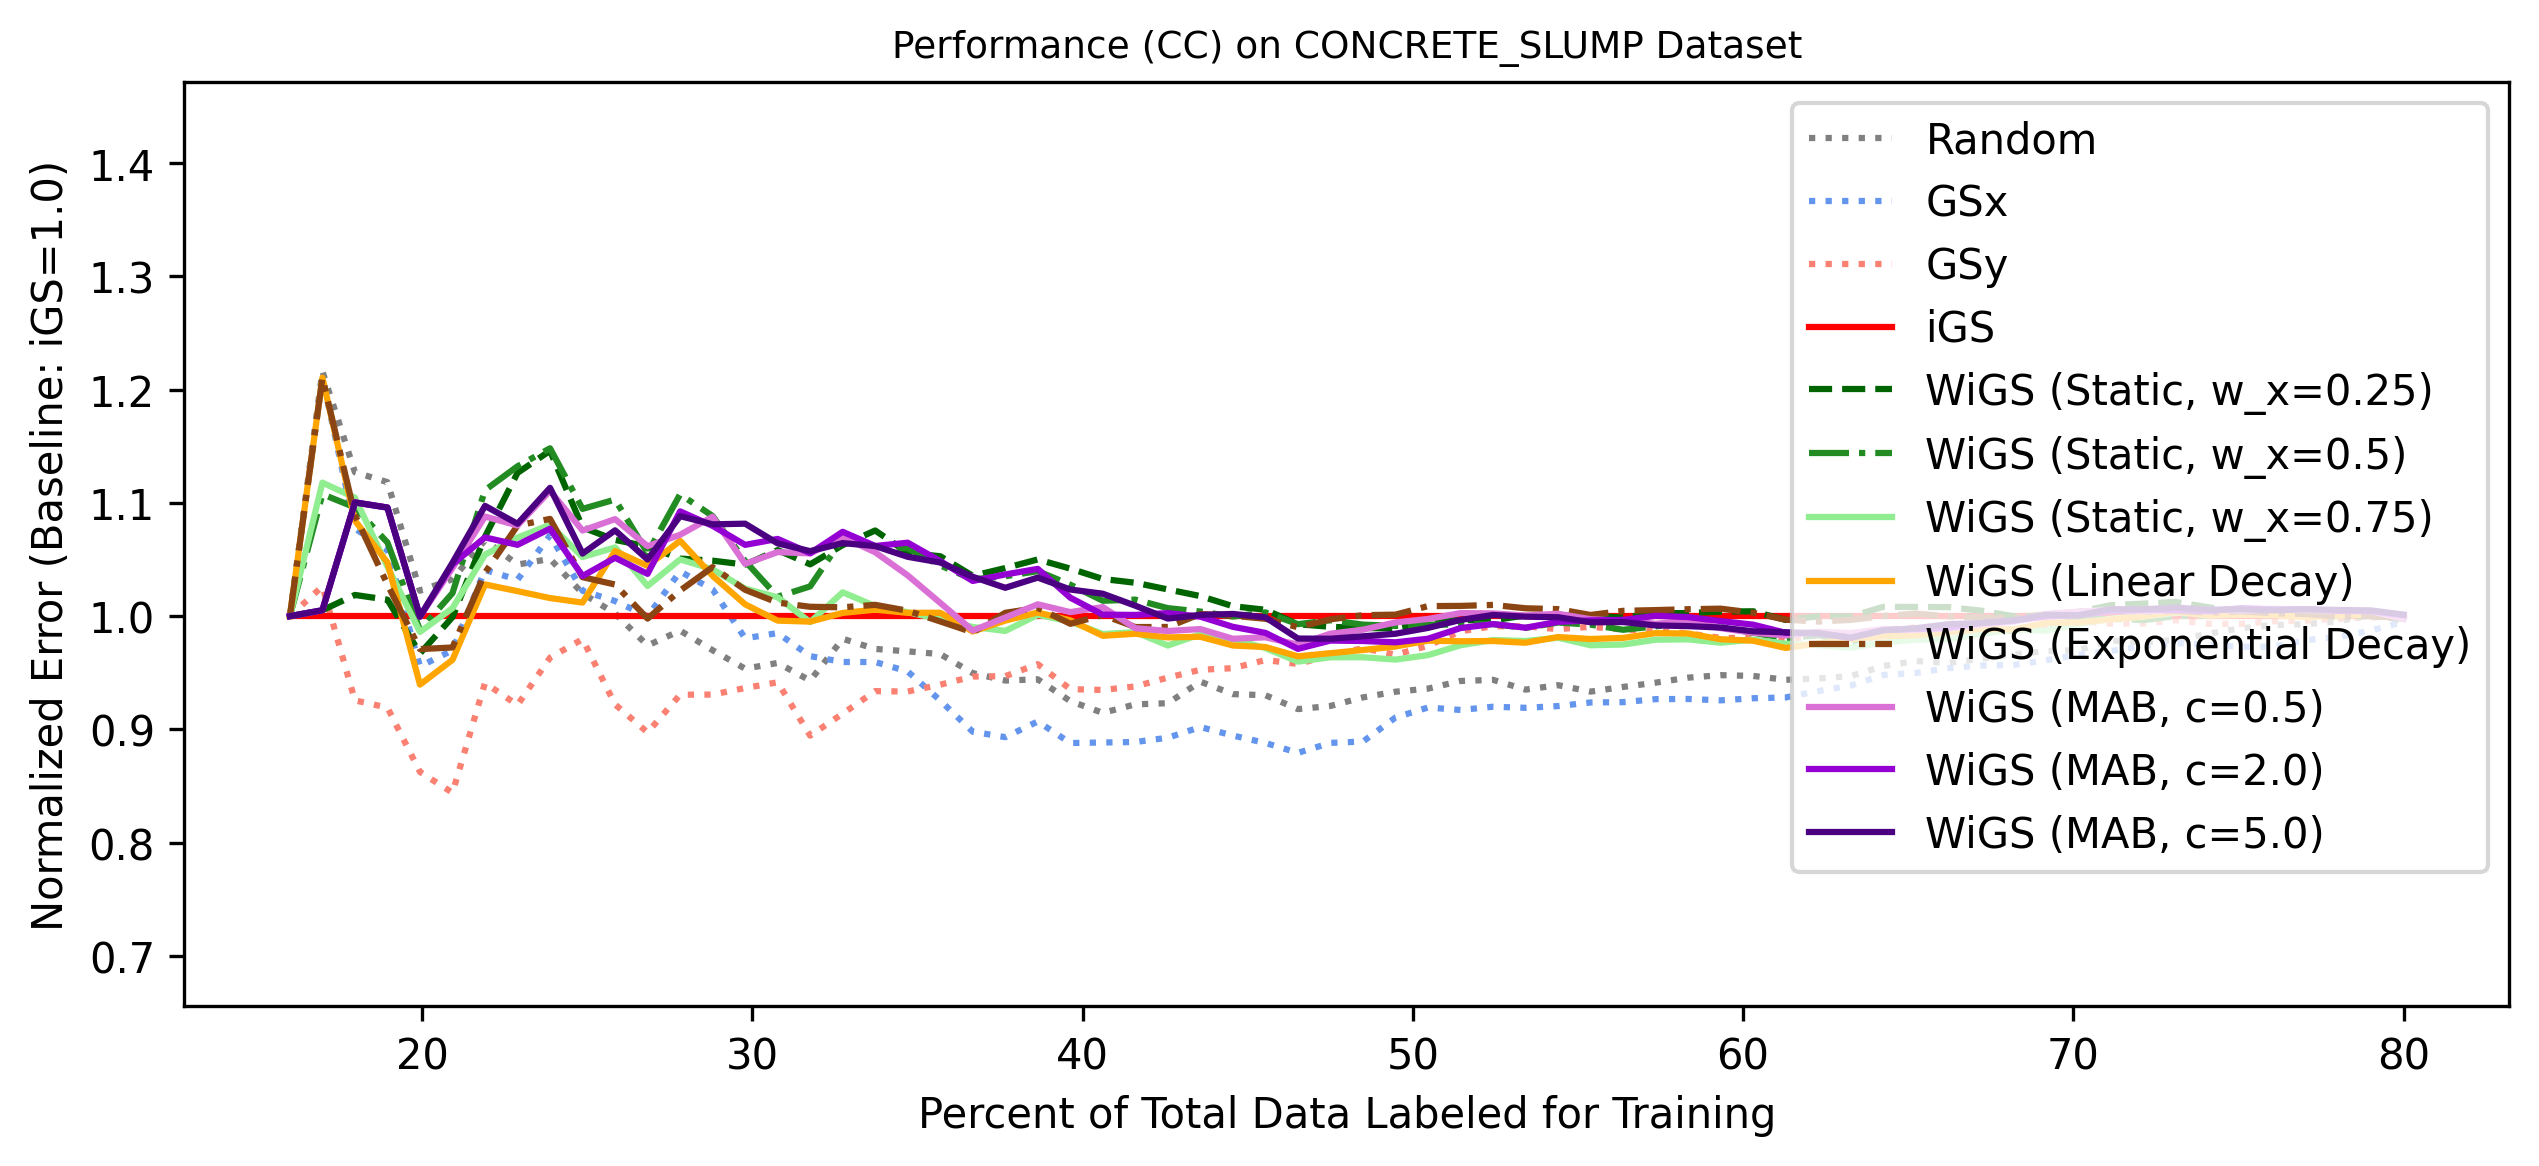 Performance (CC) on CONCRETE_SLUMP Dataset
Normalized Error (Baseline: iGS=1.0)
1.4
1.3
1.2
1.1
1.0
0.9
0.8
0.7
Random
GSx
GSy
iGS
WiGS (Static, w_x=0.25)
WiGS (Static, w_x=0.5)
WiGS (Static, w_x=0.75)
WiGS (Linear Decay)
WiGS (Exponential Decay)
WiGS (MAB, c=0.5)
WiGS (MAB, c=2.0)
WiGS (MAB, c=5.0)
20 30 40 50 60 70 80
Percent of Total Data Labeled for Training